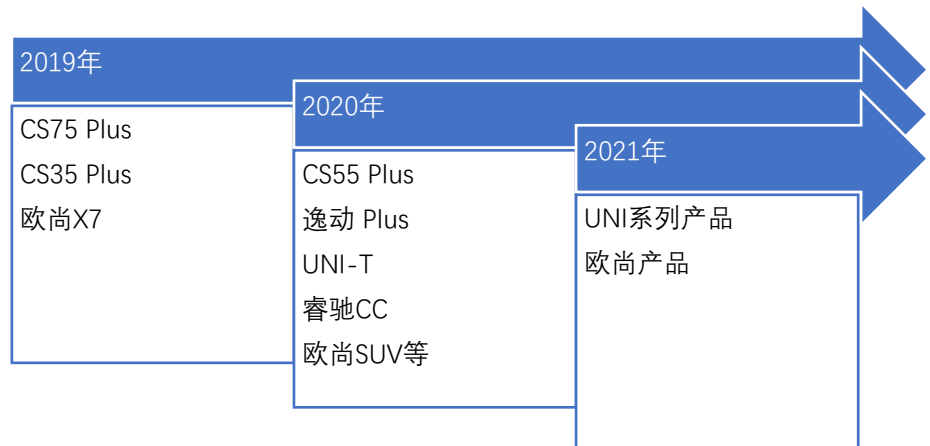 2019年
CS75 Plus
CS35 Plus
欧尚X7
2020年
CS55 Plus
逸动 Plus
UNI-T
睿驰CC
欧尚SUV等
2021年
UNI系列产品
欧尚产品